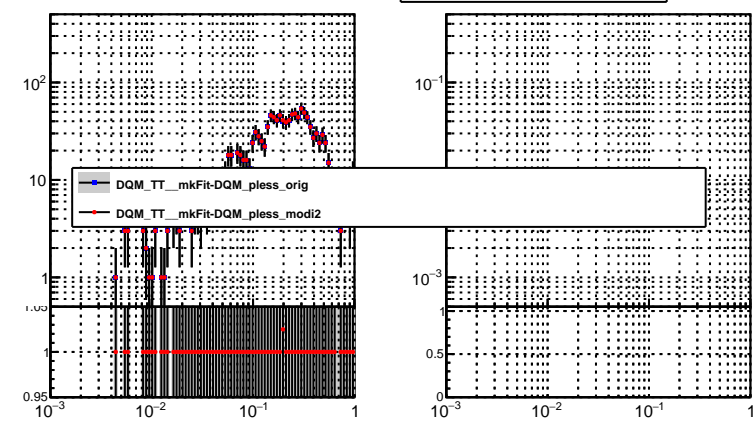 10² 10⁻¹
10
DQM_TT__mkFit-DQM_pless_orig
DQM_TT__mkFit-DQM_pless_modi2
1 10⁻³
1.05 1
1 0.5
0.95 0
10⁻³ 10⁻² 10⁻¹ 1 10⁻³ 10⁻² 10⁻¹ 1